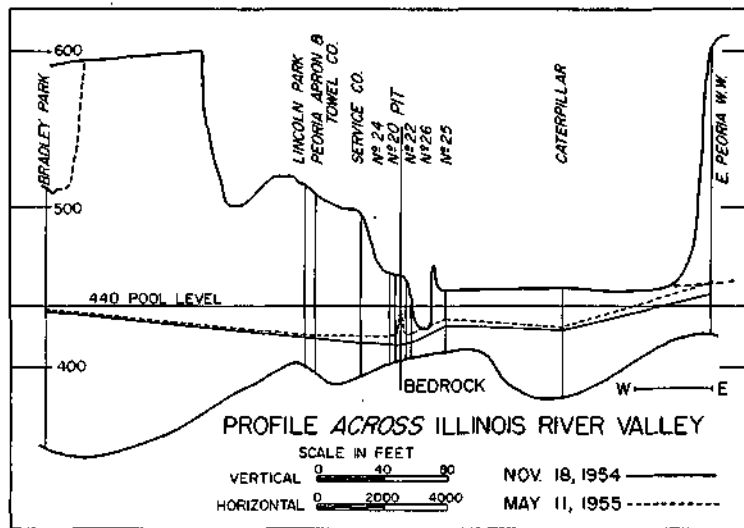 600
500
400
BRADLEY PARK
LINCOLN PARK
PEORIA APRON &
TOWEL CO.
SERVICE CO.
Nº 24
Nº 20
PIT
Nº 22
Nº 26
Nº 25
CATERPILLAR
E. PEORIA W.W.
440 POOL LEVEL
BEDROCK
W E
PROFILE ACROSS ILLINOIS RIVER VALLEY
SCALE IN FEET
VERTICAL 0 40 80
HORIZONTAL 0 2000 4000
NOV. 18, 1954
MAY 11, 1955